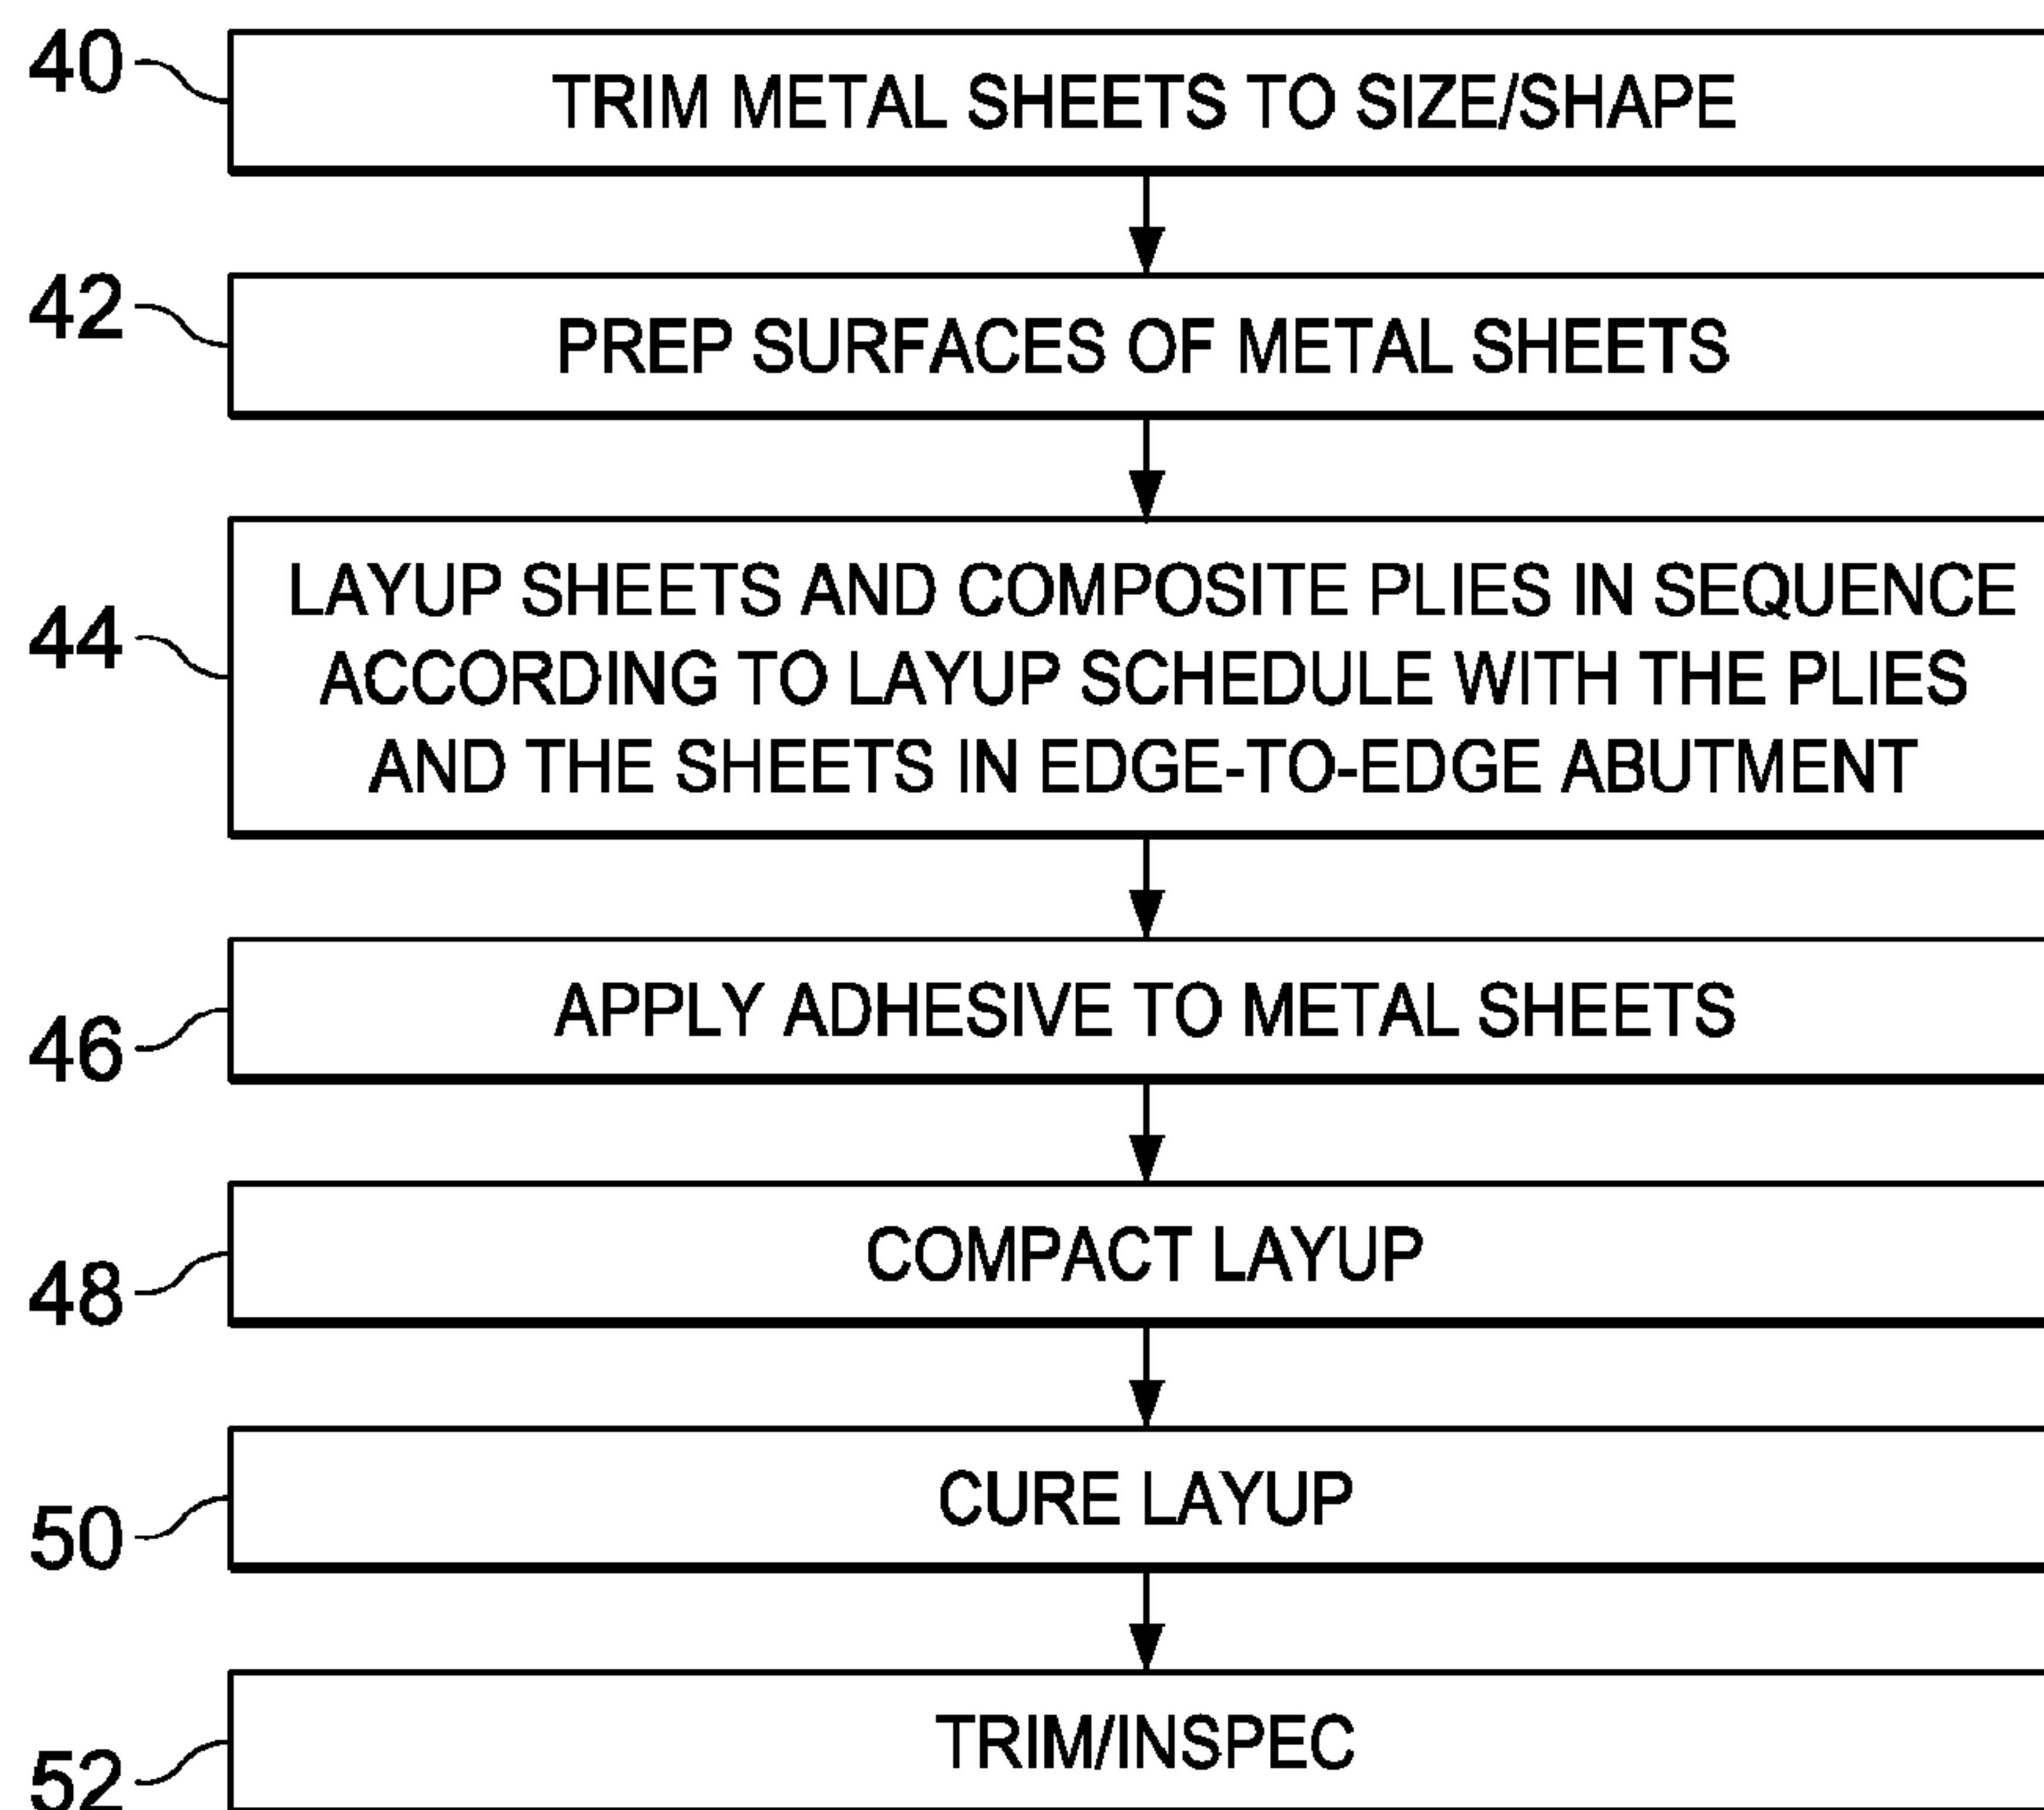 40
TRIM METAL SHEETS TO SIZE/SHAPE
42
PREP SURFACES OF METAL SHEETS
44
LAYUP SHEETS AND COMPOSITE PLIES IN SEQUENCE
ACCORDING TO LAYUP SCHEDULE WITH THE PLIES
AND THE SHEETS IN EDGE-TO-EDGE ABUTMENT
46
APPLY ADHESIVE TO METAL SHEETS
48
COMPACT LAYUP
50
CURE LAYUP
52
TRIM/INSPEC